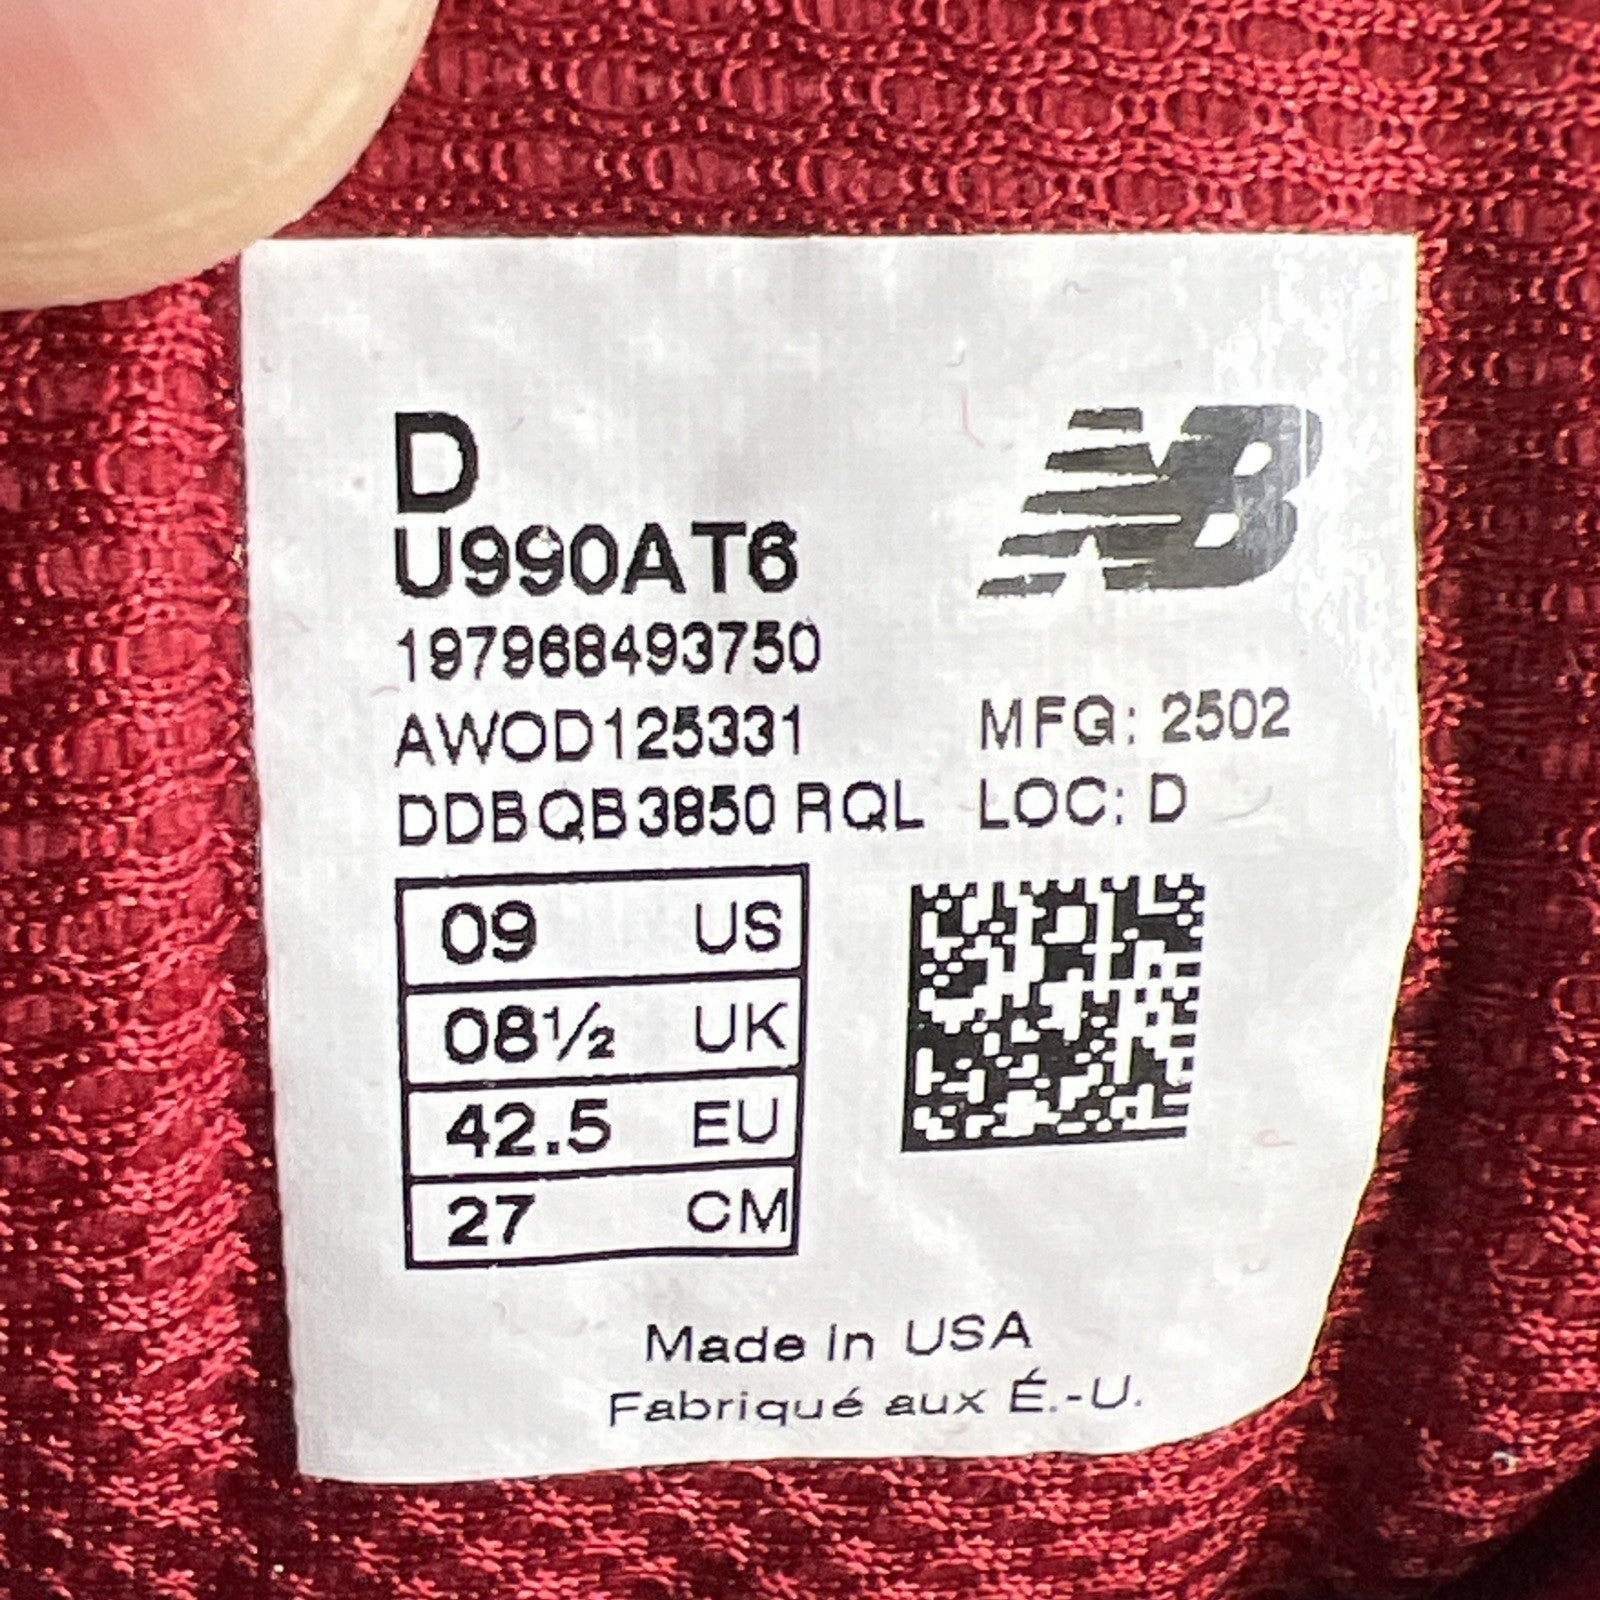 D
NB
U990AT6
197968493750
AWOD125331 MFG: 2502
DDBQB3850 RQL LOC: D
09 US
08½ UK
42.5 EU
27 CM
Made in USA
Fabriqué aux É.-U.